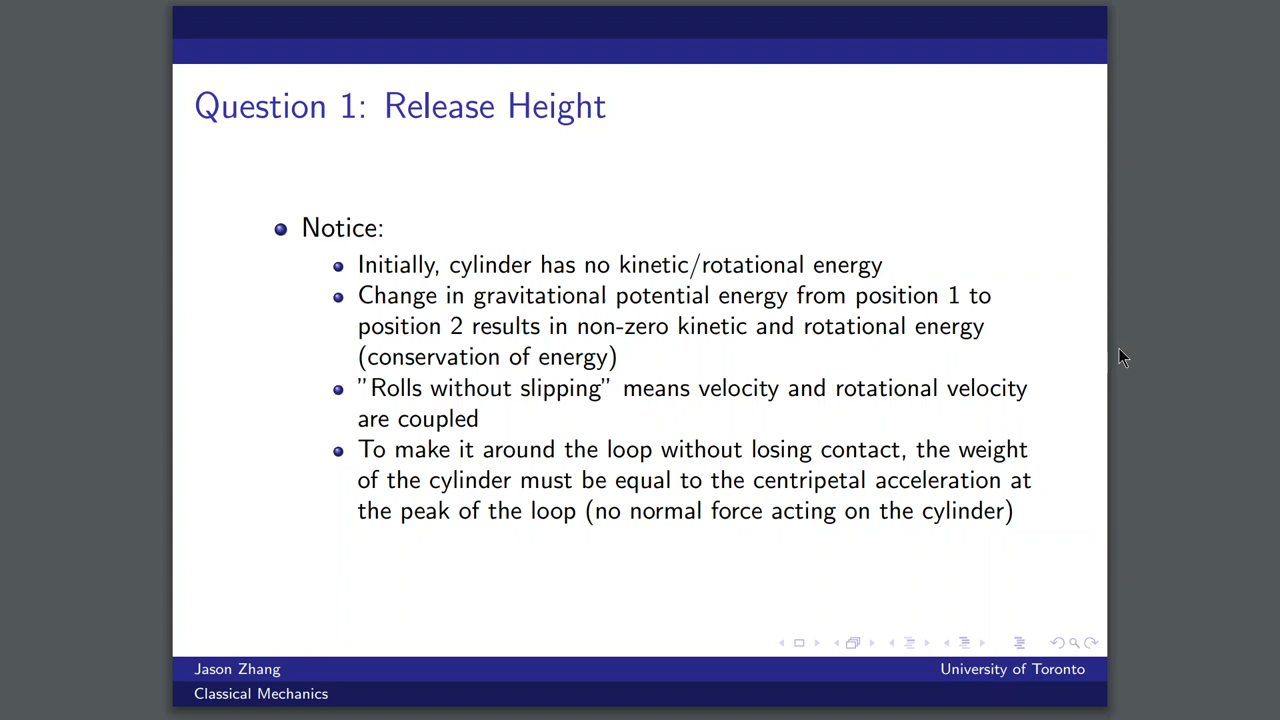 Question 1: Release Height
Notice:
Initially, cylinder has no kinetic/rotational energy
Change in gravitational potential energy from position 1 to
position 2 results in non-zero kinetic and rotational energy
(conservation of energy)
”Rolls without slipping” means velocity and rotational velocity
are coupled
To make it around the loop without losing contact, the weight
of the cylinder must be equal to the centripetal acceleration at
the peak of the loop (no normal force acting on the cylinder)
Jason Zhang
University of Toronto
Classical Mechanics